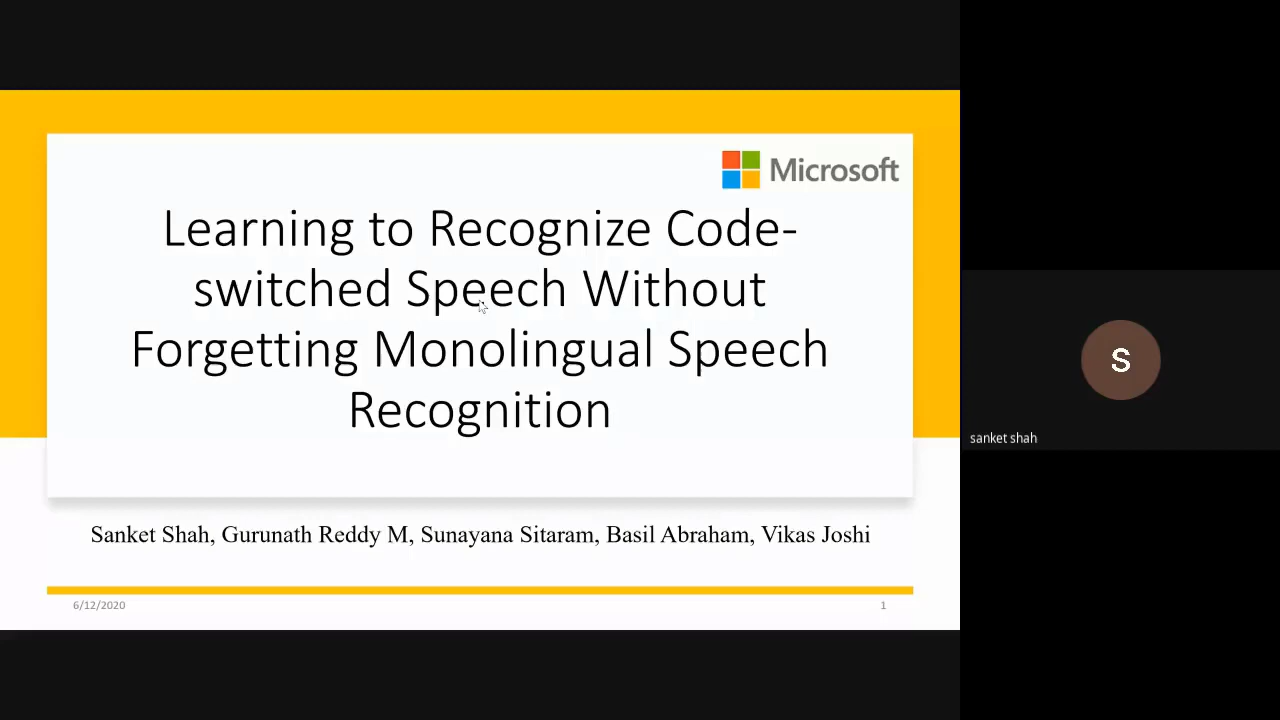 Microsoft
Learning to Recognize Code-
switched Speech Without
Forgetting Monolingual Speech
Recognition
Sanket Shah, Gurunath Reddy M, Sunayana Sitaram, Basil Abraham, Vikas Joshi
6/12/2020
1
S
sanket shah